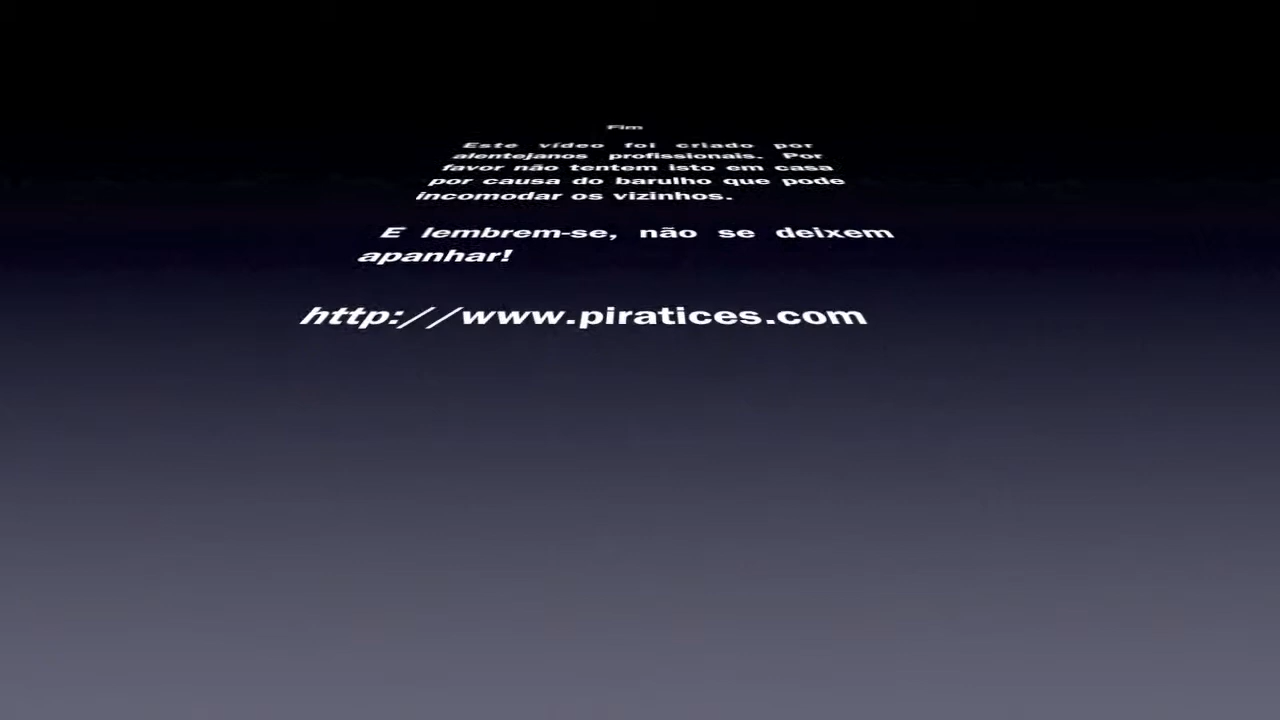 Fim
Este vídeo foi criado por
alentejanos profissionais. Por
favor não tentem isto em casa
por causa do barulho que pode
incomodar os vizinhos.
E lembrem-se, não se deixem
apanhar!
http://www.piratices.com